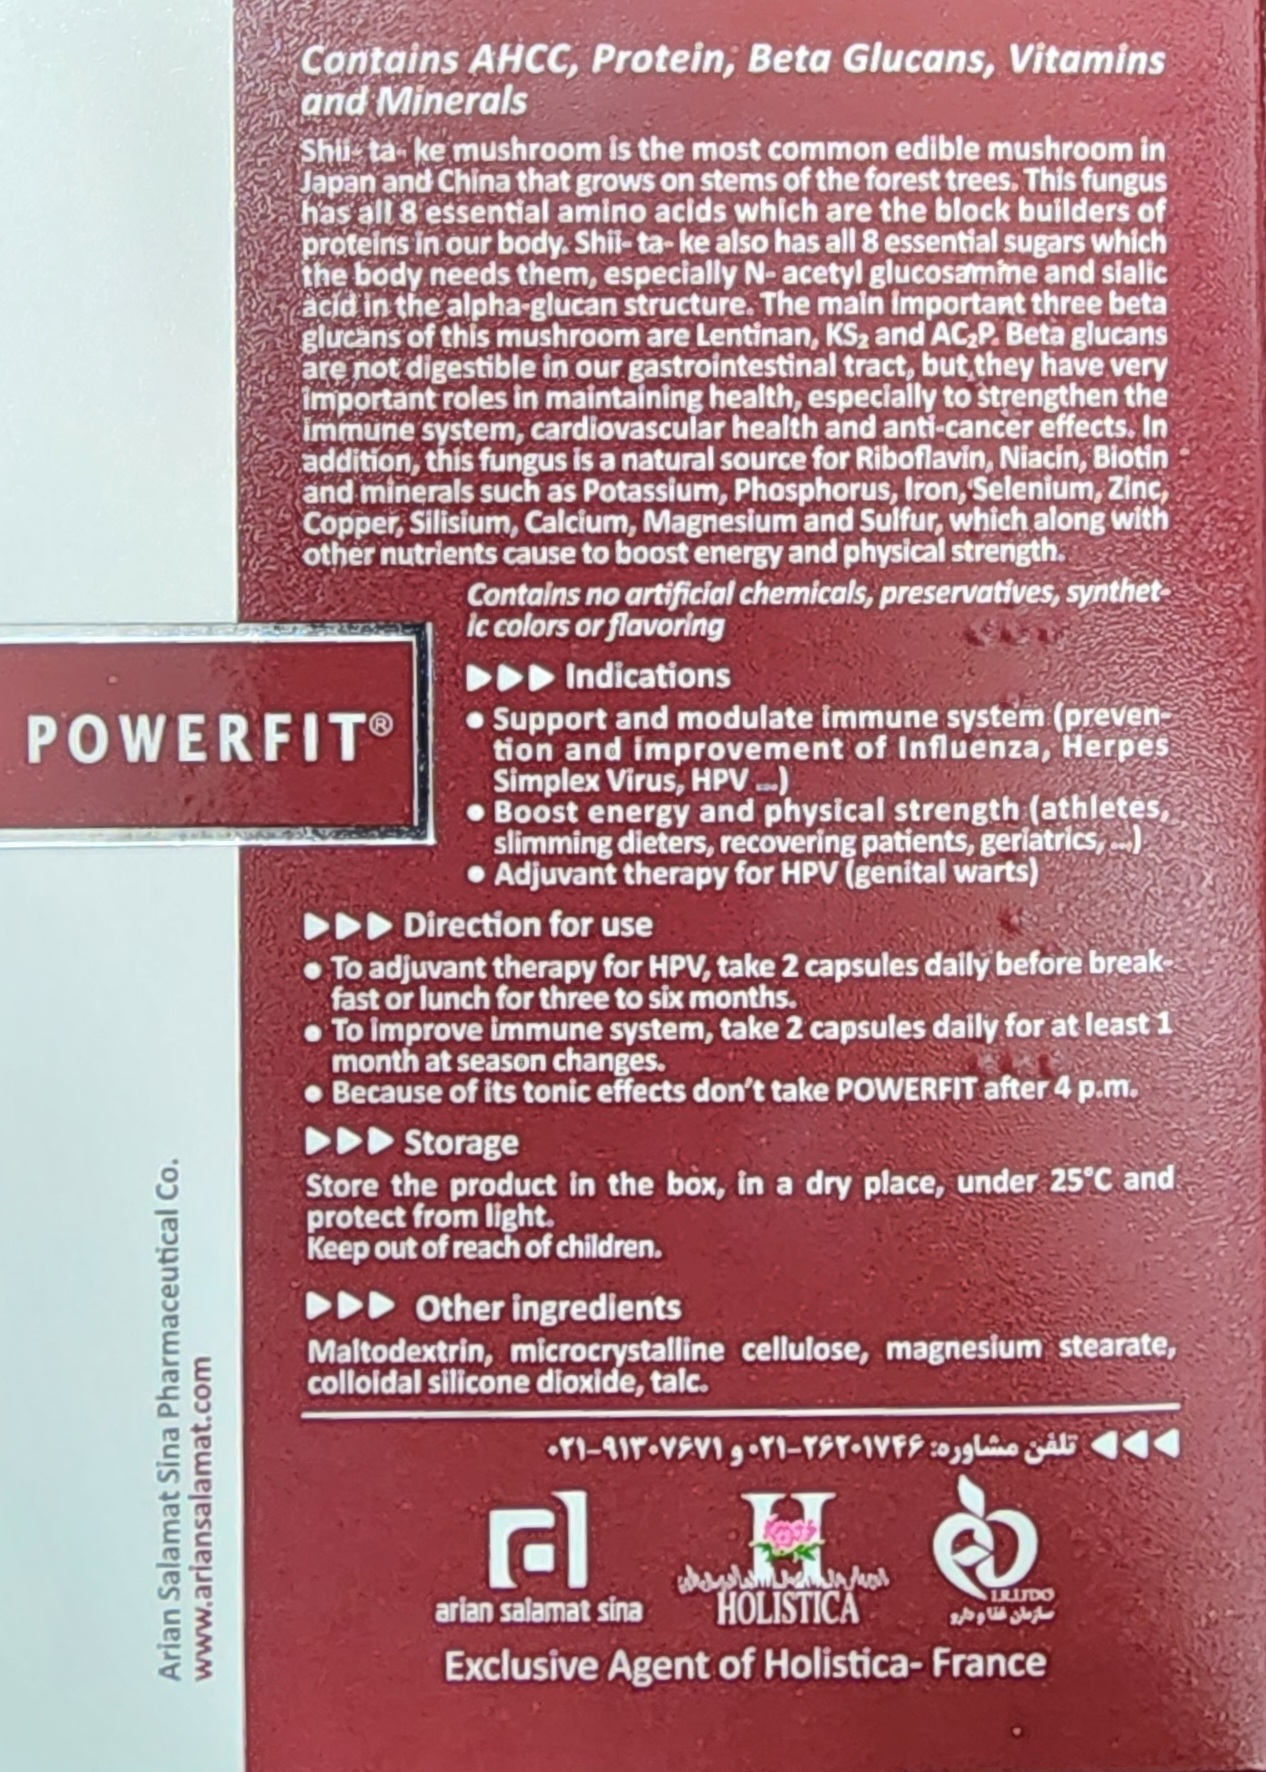 Contains AHCC, Protein, Beta Glucans, Vitamins
and Minerals
Shii- ta- ke mushroom is the most common edible mushroom in
Japan and China that grows on stems of the forest trees. This fungus
has all 8 essential amino acids which are the block builders of
proteins in our body. Shii- ta- ke also has all 8 essential sugars which
the body needs them, especially N- acetyl glucosamine and sialic
acid in the alpha-glucan structure. The main important three beta
glucans of this mushroom are Lentinan, KS₂ and AC₂P. Beta glucans
are not digestible in our gastrointestinal tract, but they have very
important roles in maintaining health, especially to strengthen the
immune system, cardiovascular health and anti-cancer effects. In
addition, this fungus is a natural source for Riboflavin, Niacin, Biotin
and minerals such as Potassium, Phosphorus, Iron, Selenium, Zinc,
Copper, Silisium, Calcium, Magnesium and Sulfur, which along with
other nutrients cause to boost energy and physical strength.
Contains no artificial chemicals, preservatives, synthet-
ic colors or flavoring
POWERFIT®
Indications
● Support and modulate immune system (preven-
tion and improvement of Influenza, Herpes
Simplex Virus, HPV ...)
● Boost energy and physical strength (athletes,
slimming dieters, recovering patients, geriatrics, ...)
● Adjuvant therapy for HPV (genital warts)
Direction for use
● To adjuvant therapy for HPV, take 2 capsules daily before break-
fast or lunch for three to six months.
● To improve immune system, take 2 capsules daily for at least 1
month at season changes.
● Because of its tonic effects don't take POWERFIT after 4 p.m.
Storage
Store the product in the box, in a dry place, under 25°C and
protect from light.
Keep out of reach of children.
Other ingredients
Maltodextrin, microcrystalline cellulose, magnesium stearate,
colloidal silicone dioxide, talc.
تلفن مشاوره: ۰۲۱-۲۶۲۰۱۷۴۶ و ۰۲۱-۹۱۳۰۷۶۷۱
arian salamat sina
HOLISTICA
I.R.I.FDO
سازمان غذا و دارو
Exclusive Agent of Holistica- France
Arian Salamat Sina Pharmaceutical Co.
www.ariansalamat.com